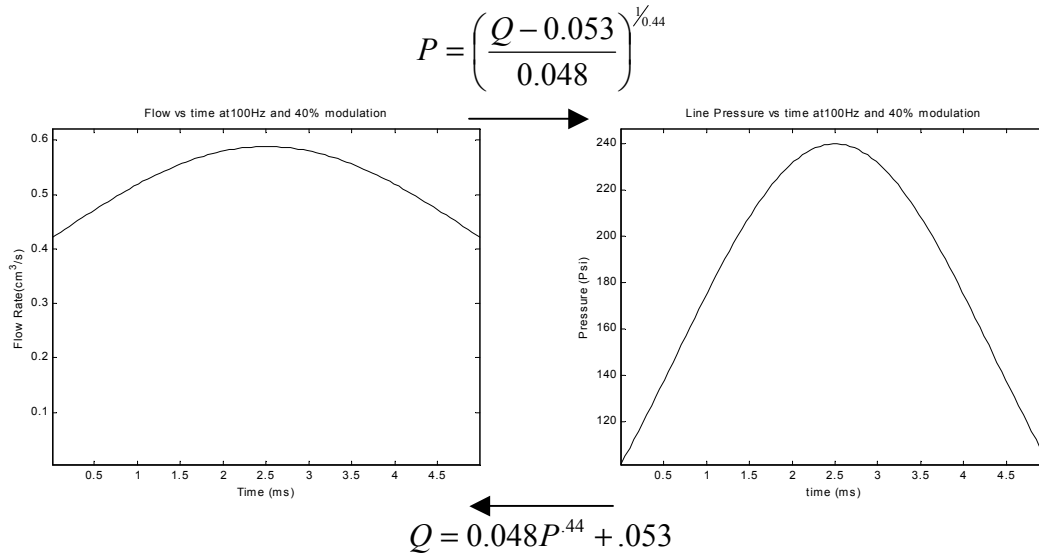 P = ( (Q − 0.053) / 0.048 )^(1/0.44)
Flow vs time at100Hz and 40% modulation
0.6
0.5
0.4
0.3
0.2
0.1
Flow Rate(cm³/s)
0.5 1 1.5 2 2.5 3 3.5 4 4.5
Time (ms)
Line Pressure vs time at100Hz and 40% modulation
240
220
200
180
160
140
120
Pressure (Psi)
0.5 1 1.5 2 2.5 3 3.5 4 4.5
time (ms)
Q = 0.048P^.44 + .053